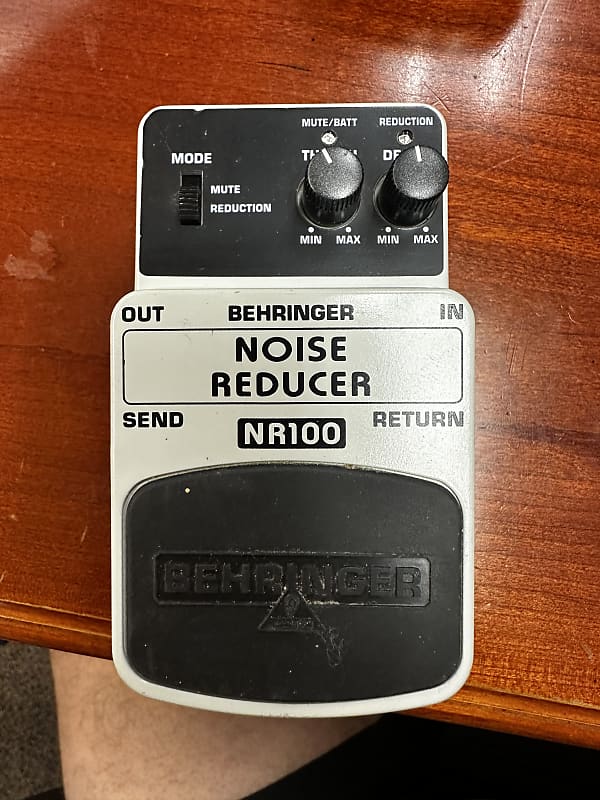 MUTE/BATT REDUCTION
MODE
MUTE
REDUCTION
MIN MAX MIN MAX
OUT BEHRINGER IN
NOISE
REDUCER
SEND RETURN
NR100
BEHRINGER